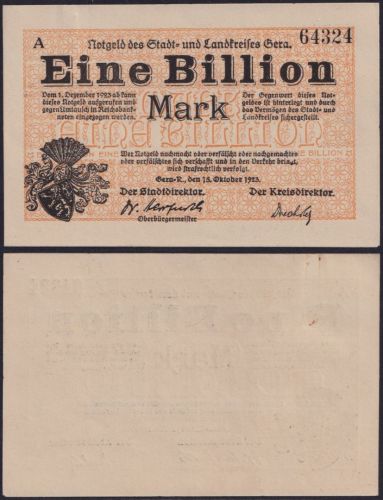 A
Notgeld des Stadt- und Landkreises Gera.
64324
Eine Billion
Mark
Vom 1. Dezember 1923 ab kann
dieses Notgeld aufgerufen und
gegen Umtausch in Reichsbank-
noten eingezogen werden.
Der Gegenwert dieses Not-
geldes ist hinterlegt und durch
das Vermögen des Stadt- und
Landkreises sichergestellt.
Wer Notgeld nachmacht oder verfälscht oder nachgemachtes
oder verfälschtes sich verschafft und in den Verkehr bringt,
wird strafrechtlich verfolgt.
Gera-R., den 15. Oktober 1923.
Der Stadtdirektor.
Der Kreisdirektor.
Oberbürgermeister